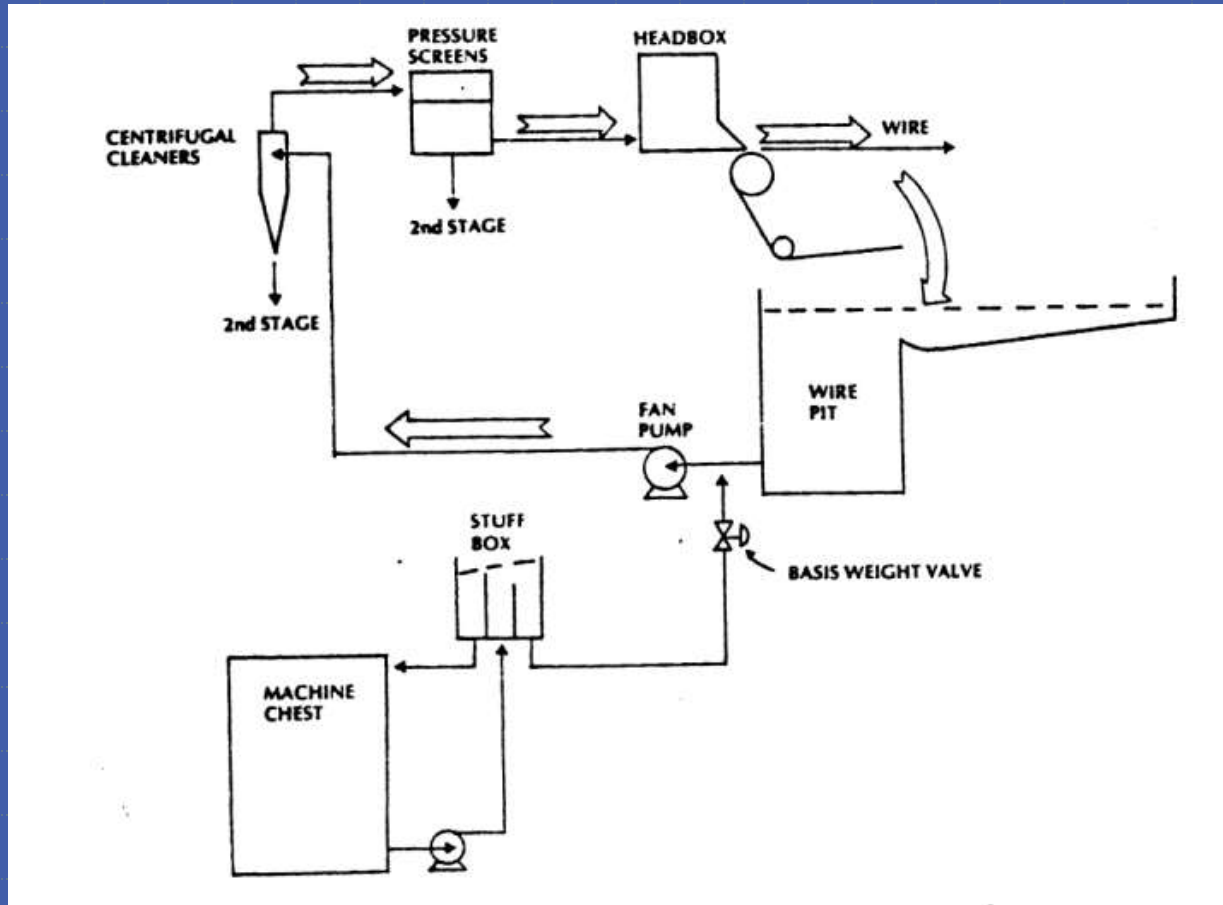 PRESSURE
SCREENS
HEADBOX
WIRE
CENTRIFUGAL
CLEANERS
2nd STAGE
2nd STAGE
WIRE
PIT
FAN
PUMP
STUFF
BOX
BASIS WEIGHT VALVE
MACHINE
CHEST